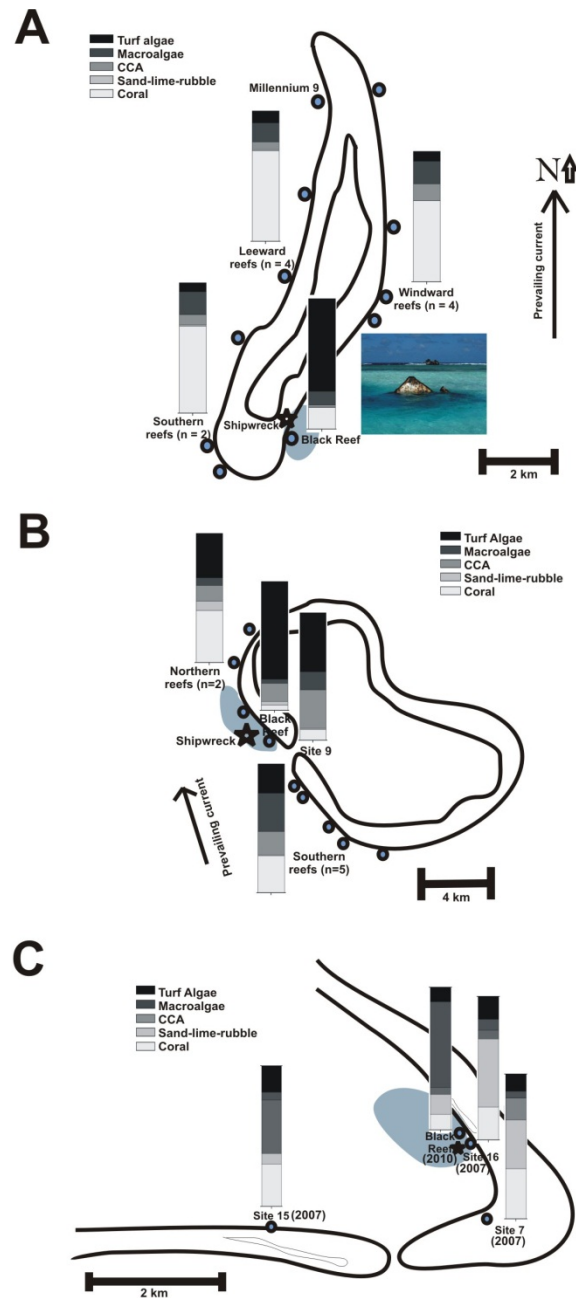 A
Turf algae
Macroalgae
CCA
Sand-lime-rubble
Coral
Millennium 9
N
Prevailing current
Leeward
reefs (n = 4)
Windward
reefs (n = 4)
Southern
reefs (n = 2)
Shipwreck
Black Reef
2 km
B
Turf Algae
Macroalgae
CCA
Sand-lime-rubble
Coral
Northern
reefs (n=2)
Black
Reef
Site 9
Shipwreck
Prevailing current
Southern
reefs (n=5)
4 km
C
Turf Algae
Macroalgae
CCA
Sand-lime-rubble
Coral
Black
Reef
(2010)
Site 16
(2007)
Site 7
(2007)
Site 15 (2007)
2 km